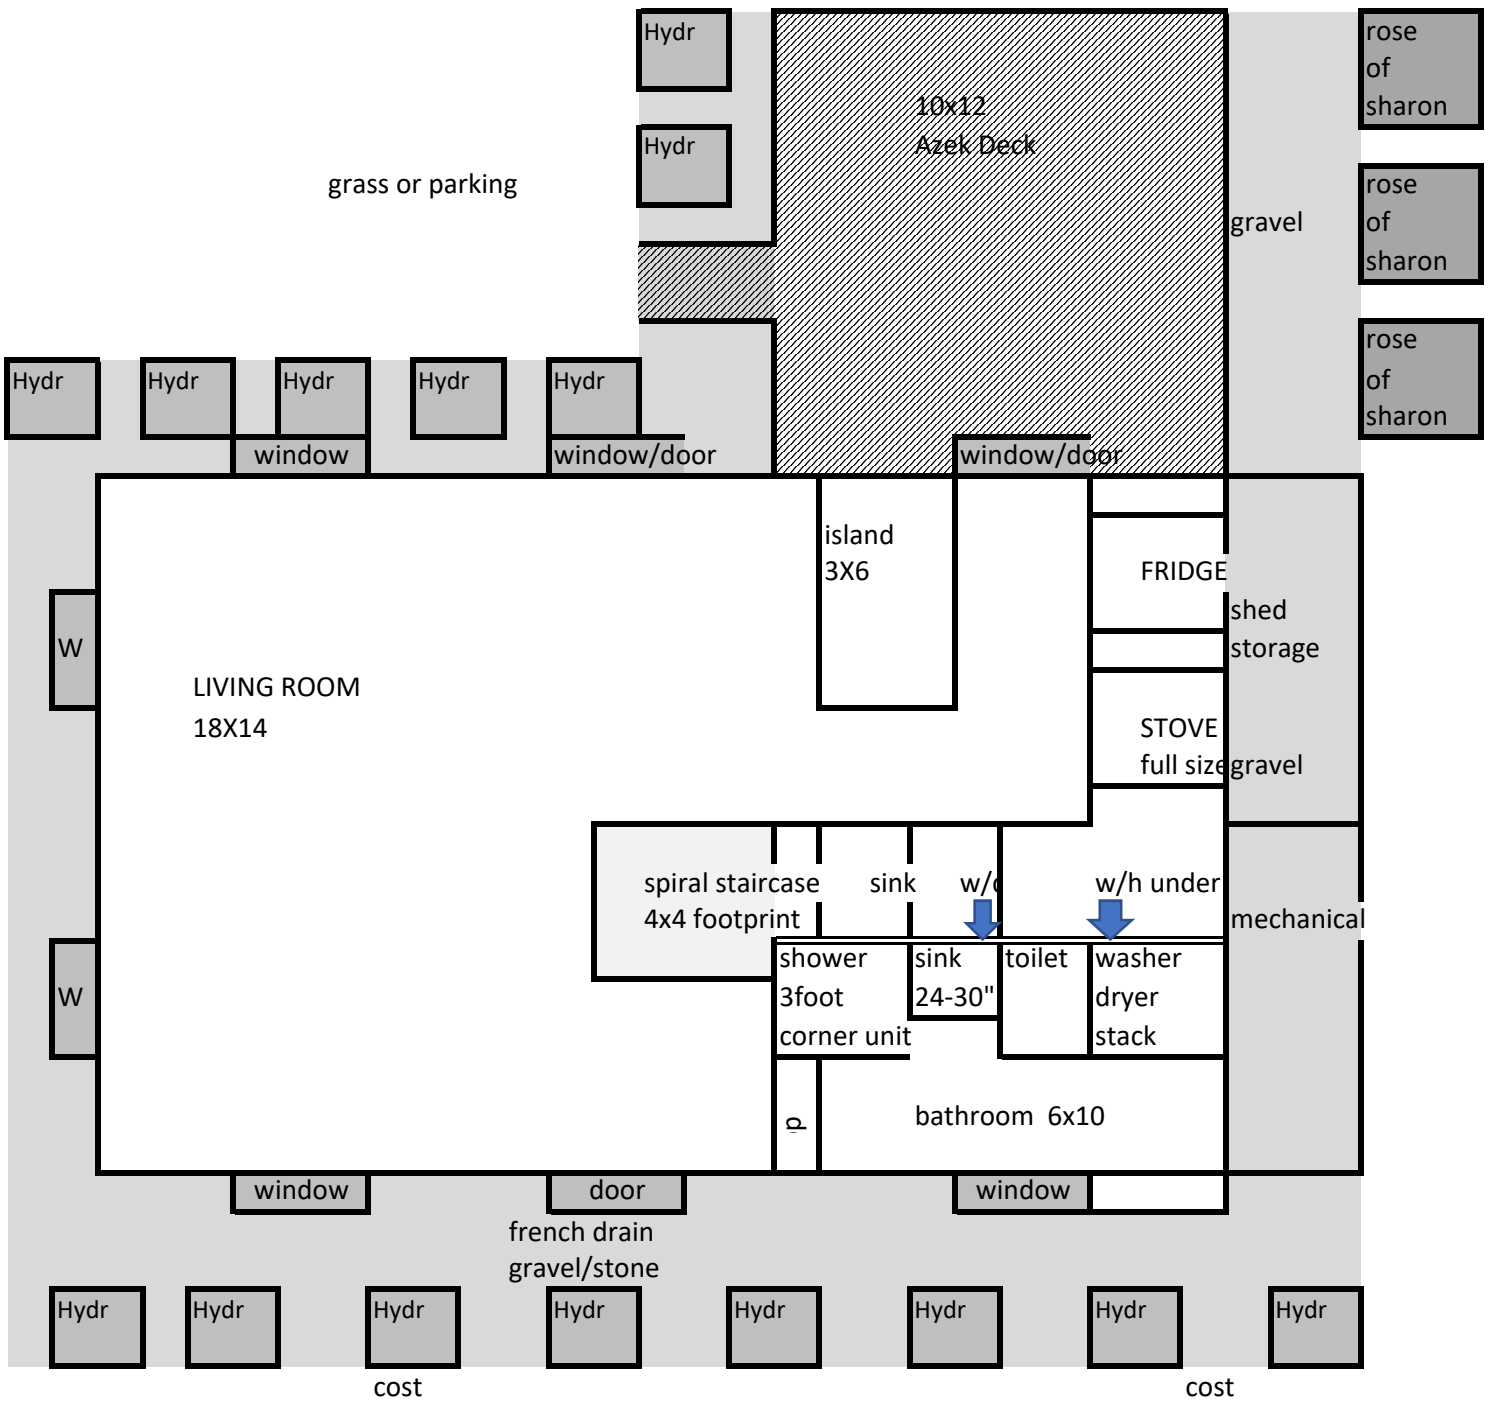 Hydr
rose
of
sharon
10x12
Azek Deck
Hydr
grass or parking
rose
of
sharon
gravel
rose
of
sharon
Hydr
Hydr
Hydr
Hydr
Hydr
window
window/door
window/door
island
3X6
FRIDGE
shed
storage
W
LIVING ROOM
18X14
STOVE
full size
gravel
spiral staircase
4x4 footprint
sink
w/h under
mechanical
W
shower
3foot
corner unit
sink
24-30"
toilet
washer
dryer
stack
bathroom 6x10
window
door
window
french drain
gravel/stone
Hydr
Hydr
Hydr
Hydr
Hydr
Hydr
Hydr
Hydr
cost
cost